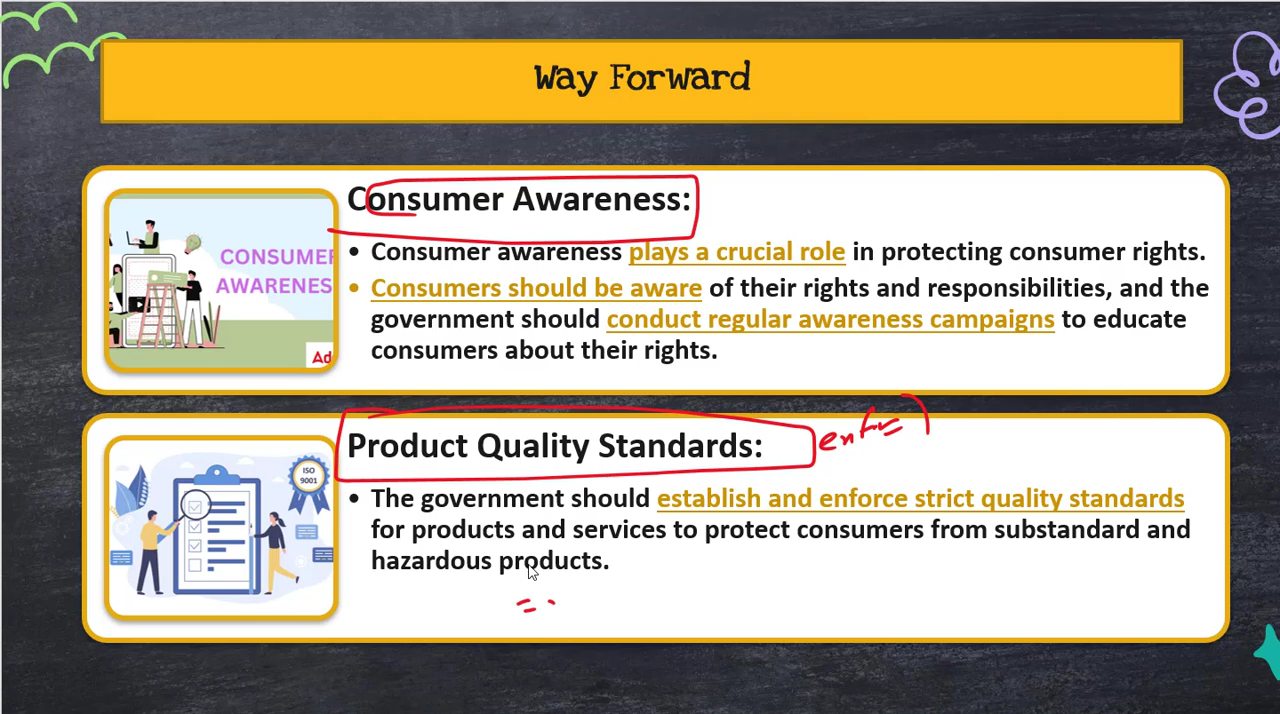 Way Forward
Consumer Awareness:
• Consumer awareness plays a crucial role in protecting consumer rights.
• Consumers should be aware of their rights and responsibilities, and the
government should conduct regular awareness campaigns to educate
consumers about their rights.
CONSUMER
AWARENES
Ad
Product Quality Standards:
• The government should establish and enforce strict quality standards
for products and services to protect consumers from substandard and
hazardous products.
ISO
9001